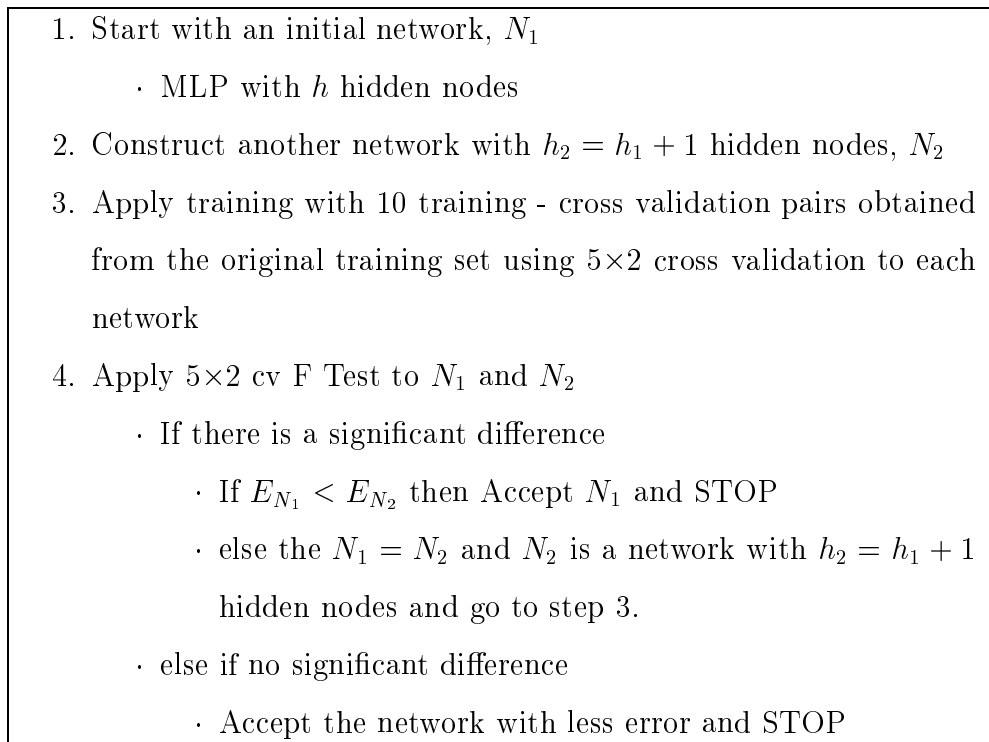 1. Start with an initial network, N₁
· MLP with h hidden nodes
2. Construct another network with h₂ = h₁ + 1 hidden nodes, N₂
3. Apply training with 10 training - cross validation pairs obtained
from the original training set using 5×2 cross validation to each
network
4. Apply 5×2 cv F Test to N₁ and N₂
· If there is a significant difference
· If E_{N₁} < E_{N₂} then Accept N₁ and STOP
· else the N₁ = N₂ and N₂ is a network with h₂ = h₁ + 1
hidden nodes and go to step 3.
· else if no significant difference
· Accept the network with less error and STOP